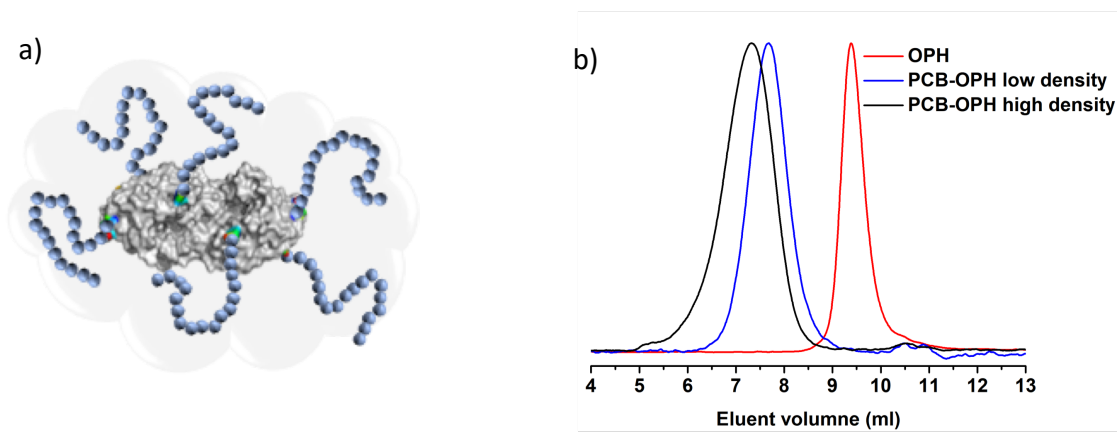 a)
b)
OPH
PCB-OPH low density
PCB-OPH high density
4 5 6 7 8 9 10 11 12 13
Eluent volumne (ml)